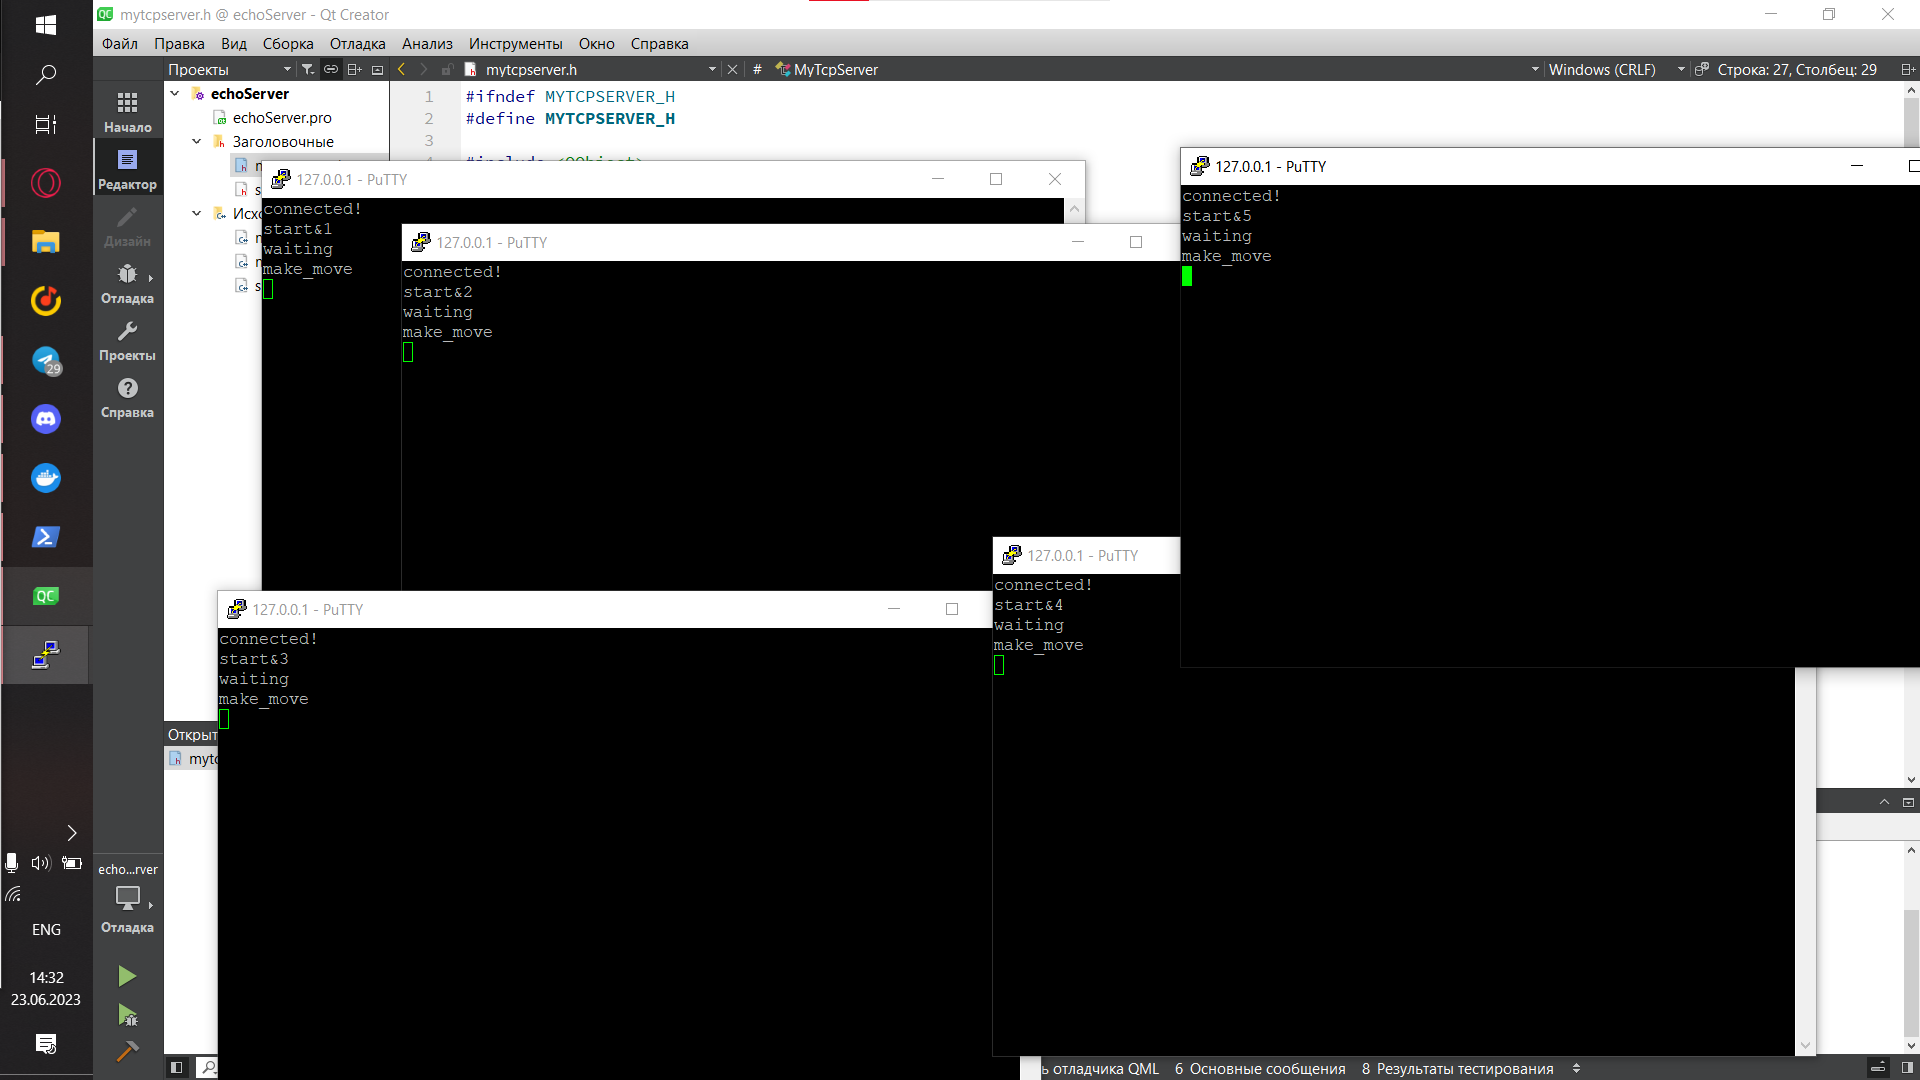 mytcpserver.h @ echoServer - Qt Creator
Файл Правка Вид Сборка Отладка Анализ Инструменты Окно Справка
Проекты
mytcpserver.h
# MyTcpServer
Windows (CRLF)
Строка: 27, Столбец: 29
Начало
Редактор
Дизайн
Отладка
Проекты
Справка
echoServer
echoServer.pro
Заголовочные
1 #ifndef MYTCPSERVER_H
2 #define MYTCPSERVER_H
3
127.0.0.1 - PuTTY
connected!
start&1
waiting
make_move
127.0.0.1 - PuTTY
connected!
start&2
waiting
make_move
127.0.0.1 - PuTTY
connected!
start&5
waiting
make_move
127.0.0.1 - PuTTY
connected!
start&3
waiting
make_move
127.0.0.1 - PuTTY
connected!
start&4
waiting
make_move
29
QC
echo...rver
Отладка
ENG
14:32
23.06.2023
отладчика QML 6 Основные сообщения 8 Результаты тестирования